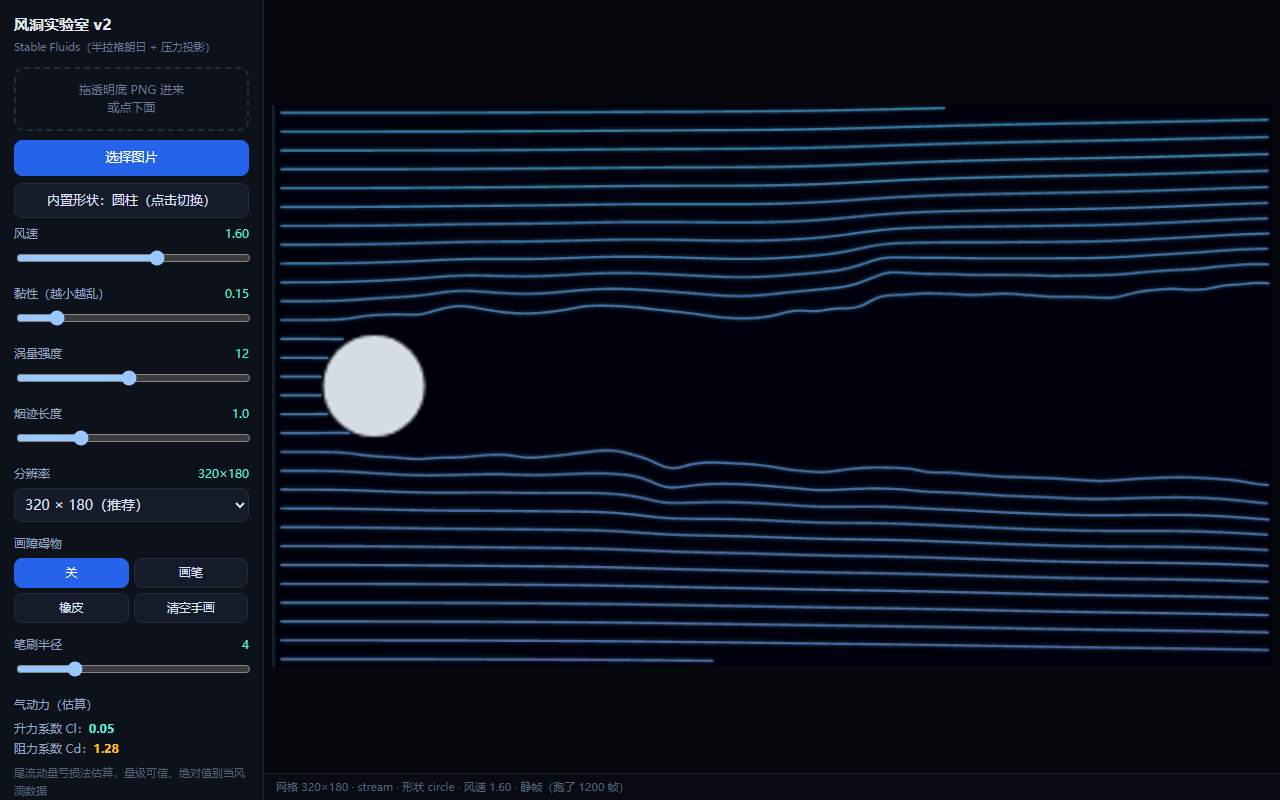 风洞实验室 v2
Stable Fluids（半拉格朗日 + 压力投影）
拖透明底 PNG 进来
或点下面
选择图片
内置形状：圆柱（点击切换）
风速 1.60
黏性（越小越乱） 0.15
涡量强度 12
烟迹长度 1.0
分辨率 320×180
320 × 180（推荐）
画障碍物
关 画笔
橡皮 清空手画
笔刷半径 4
气动力（估算）
升力系数 Cl：0.05
阻力系数 Cd：1.28
尾流动量亏损法估算，量级可信、绝对值别当风
洞数据
网格 320×180 · stream · 形状 circle · 风速 1.60 · 静帧（跑了 1200 帧）